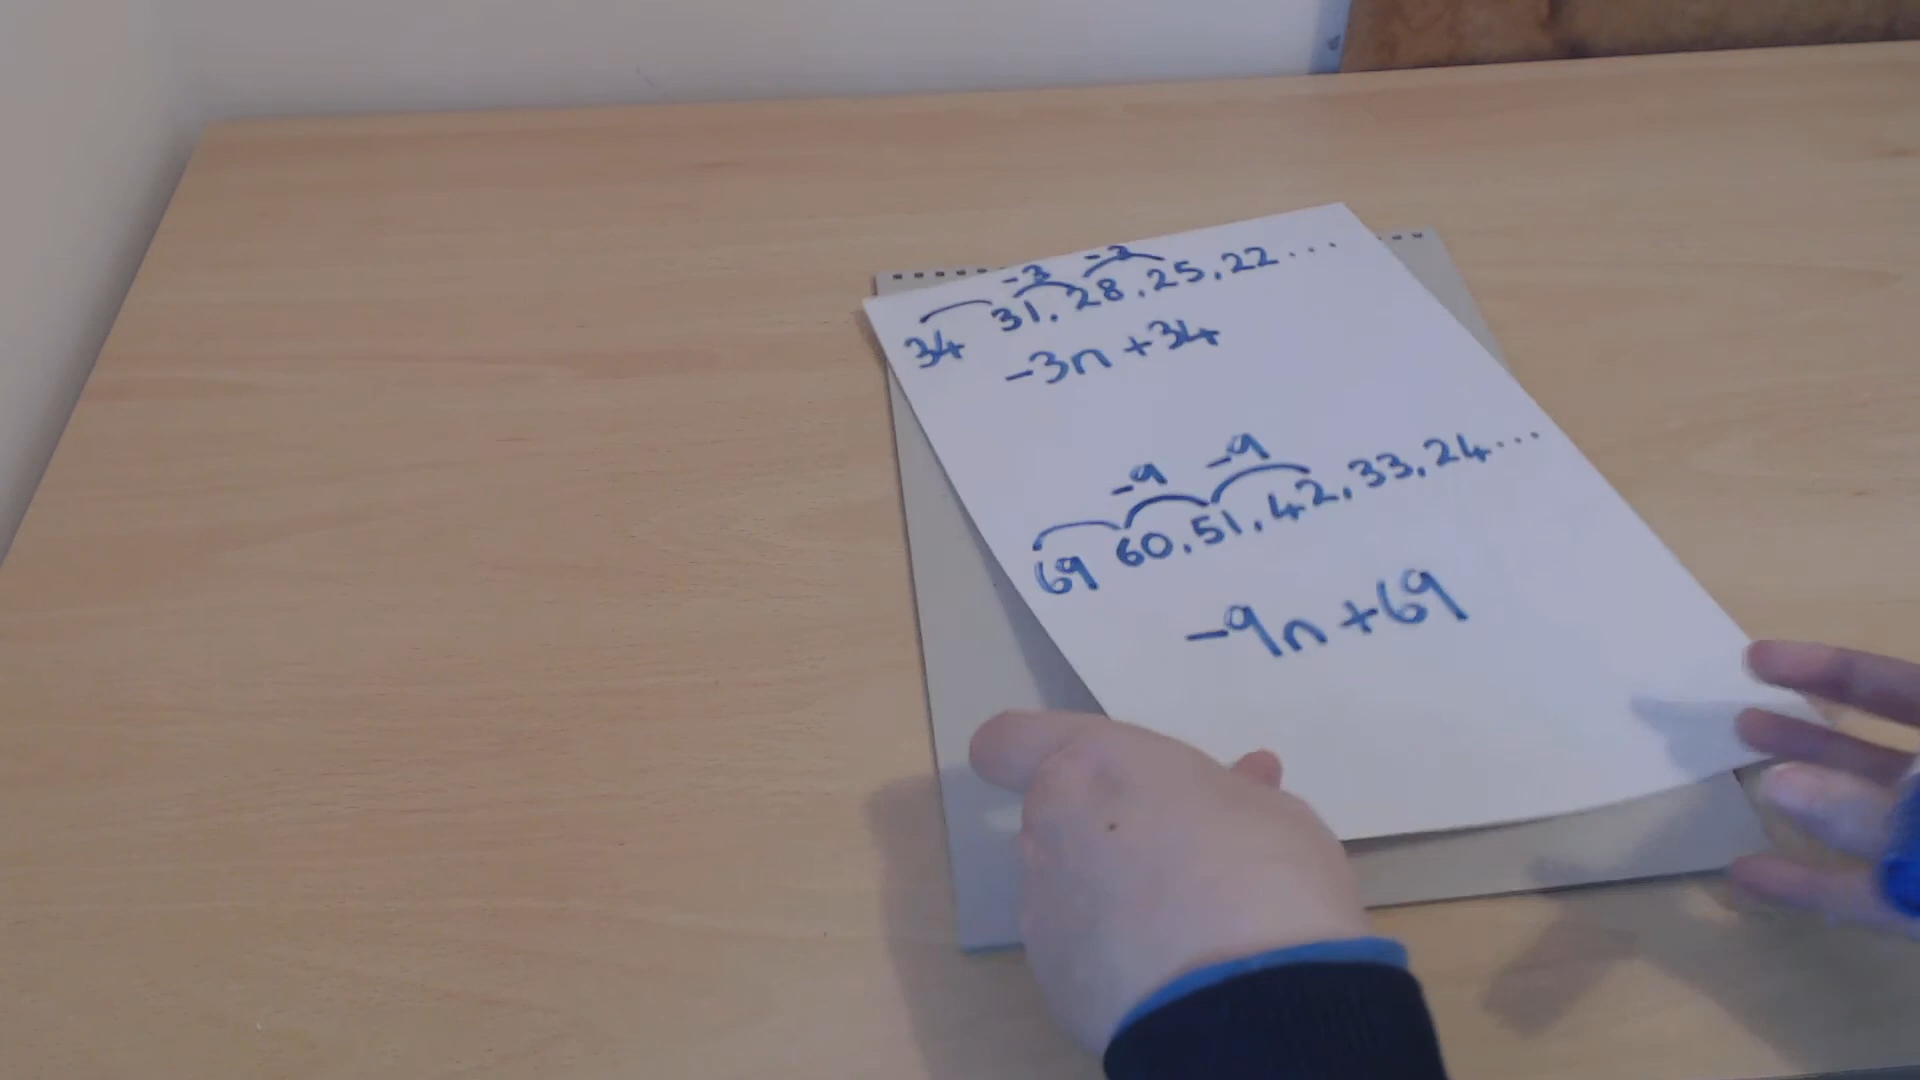 -3 -3
34 31, 28, 25, 22...
-3n +34
-9 -9
69 60, 51, 42, 33, 24...
-9n +69